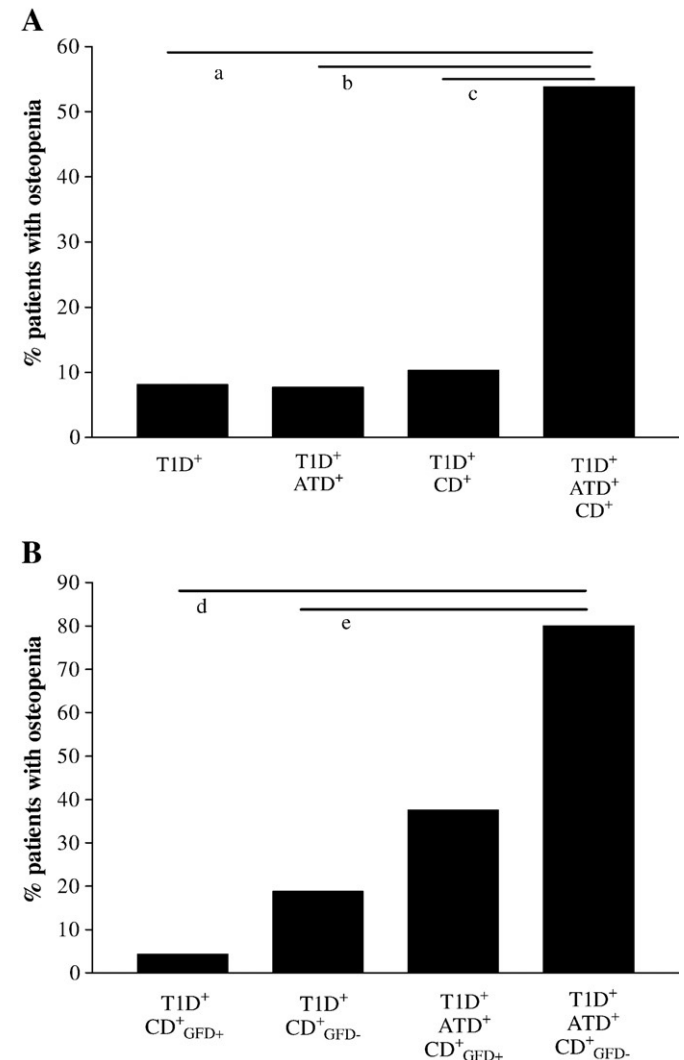 A
% patients with osteopenia
60
50
40
30
20
10
0
a
b
c
T1D⁺
T1D⁺
ATD⁺
T1D⁺
CD⁺
T1D⁺
ATD⁺
CD⁺
B
% patients with osteopenia
90
80
70
60
50
40
30
20
10
0
d
e
T1D⁺
CD⁺GFD+
T1D⁺
CD⁺GFD-
T1D⁺
ATD⁺
CD⁺GFD+
T1D⁺
ATD⁺
CD⁺GFD-